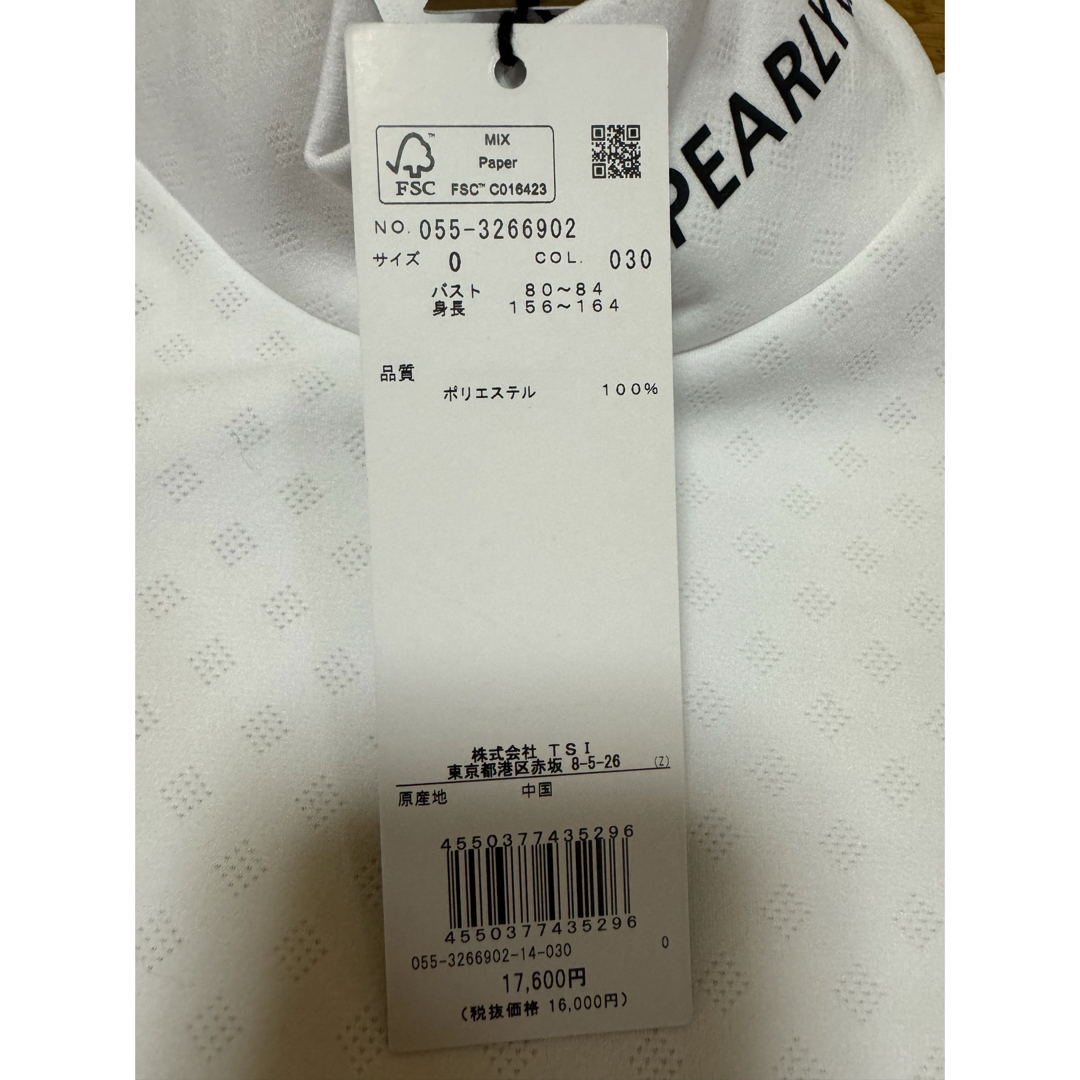 PEARLY
MIX
Paper
FSC™ C016423
FSC
NO. 055-3266902
サイズ 0 COL. 030
バスト 80～84
身長 156～164
品質
ポリエステル 100%
株式会社 TSI
東京都港区赤坂 8-5-26 (Z)
原産地 中国
4550377435296
4550377435296
055-3266902-14-030 0
17,600円
(税抜価格 16,000円)